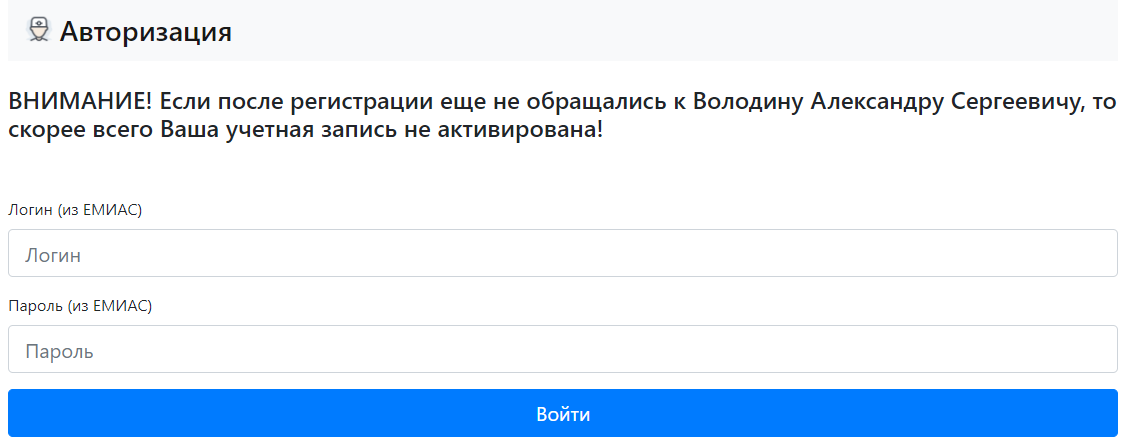 Авторизация
ВНИМАНИЕ! Если после регистрации еще не обращались к Володину Александру Сергеевичу, то
скорее всего Ваша учетная запись не активирована!
Логин (из ЕМИАС)
Логин
Пароль (из ЕМИАС)
Пароль
Войти